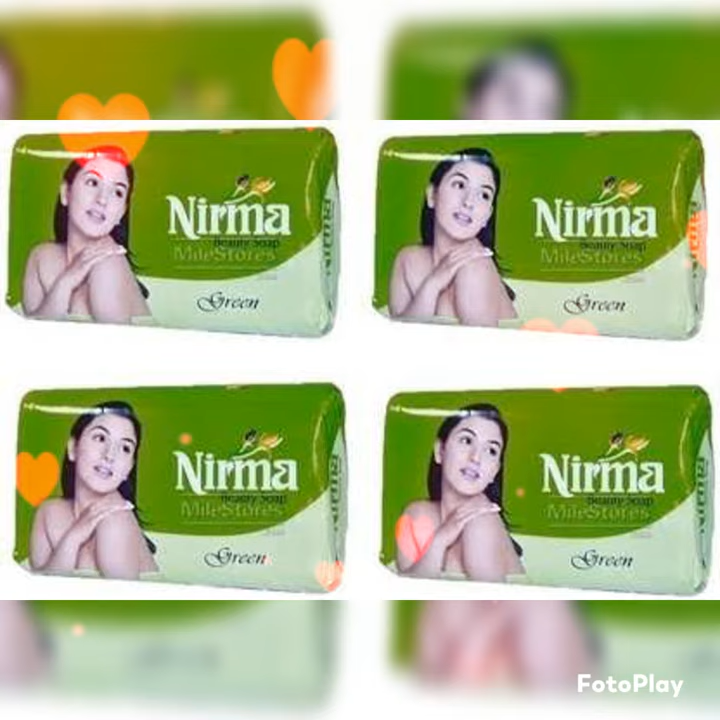 Nirma
Beauty Soap
MileStores
Green
Nirma
Beauty Soap
MileStores
Green
Nirma
Beauty Soap
MileStores
Green
Nirma
Beauty Soap
MileStores
Green
FotoPlay